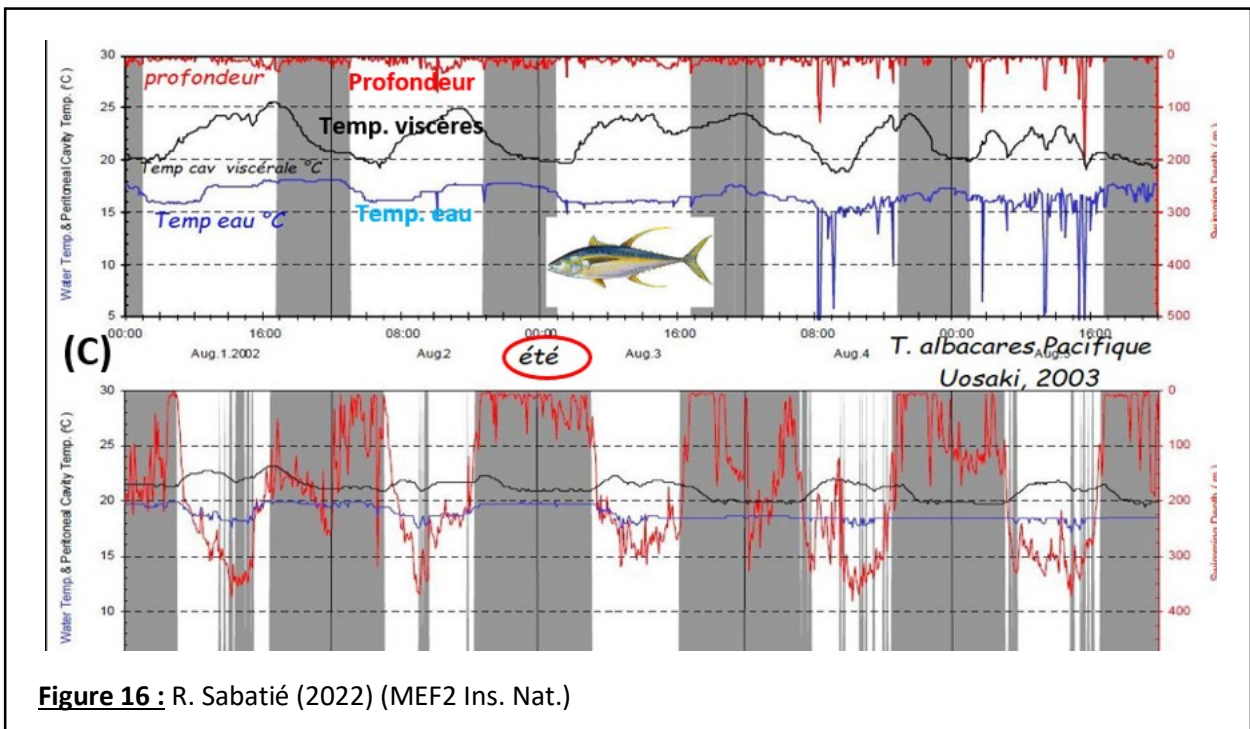 30
25
20
15
10
5
Water Temp. & Peritoneal Cavity Temp. (°C)
profondeur
Profondeur
Temp. viscères
Temp cav viscérale °C
Temp eau °C
Temp. eau
0
100
200
300
400
500
Swimming Depth (m)
00:00
16:00
08:00
00:00
16:00
08:00
00:00
16:00
Aug.1.2002
Aug.2
Aug.3
Aug.4
(C)
été
T. albacares Pacifique
Uosaki, 2003
30
25
20
15
10
Water Temp. & Peritoneal Cavity Temp. (°C)
0
100
200
300
400
Swimming Depth (m)
Figure 16 : R. Sabatié (2022) (MEF2 Ins. Nat.)